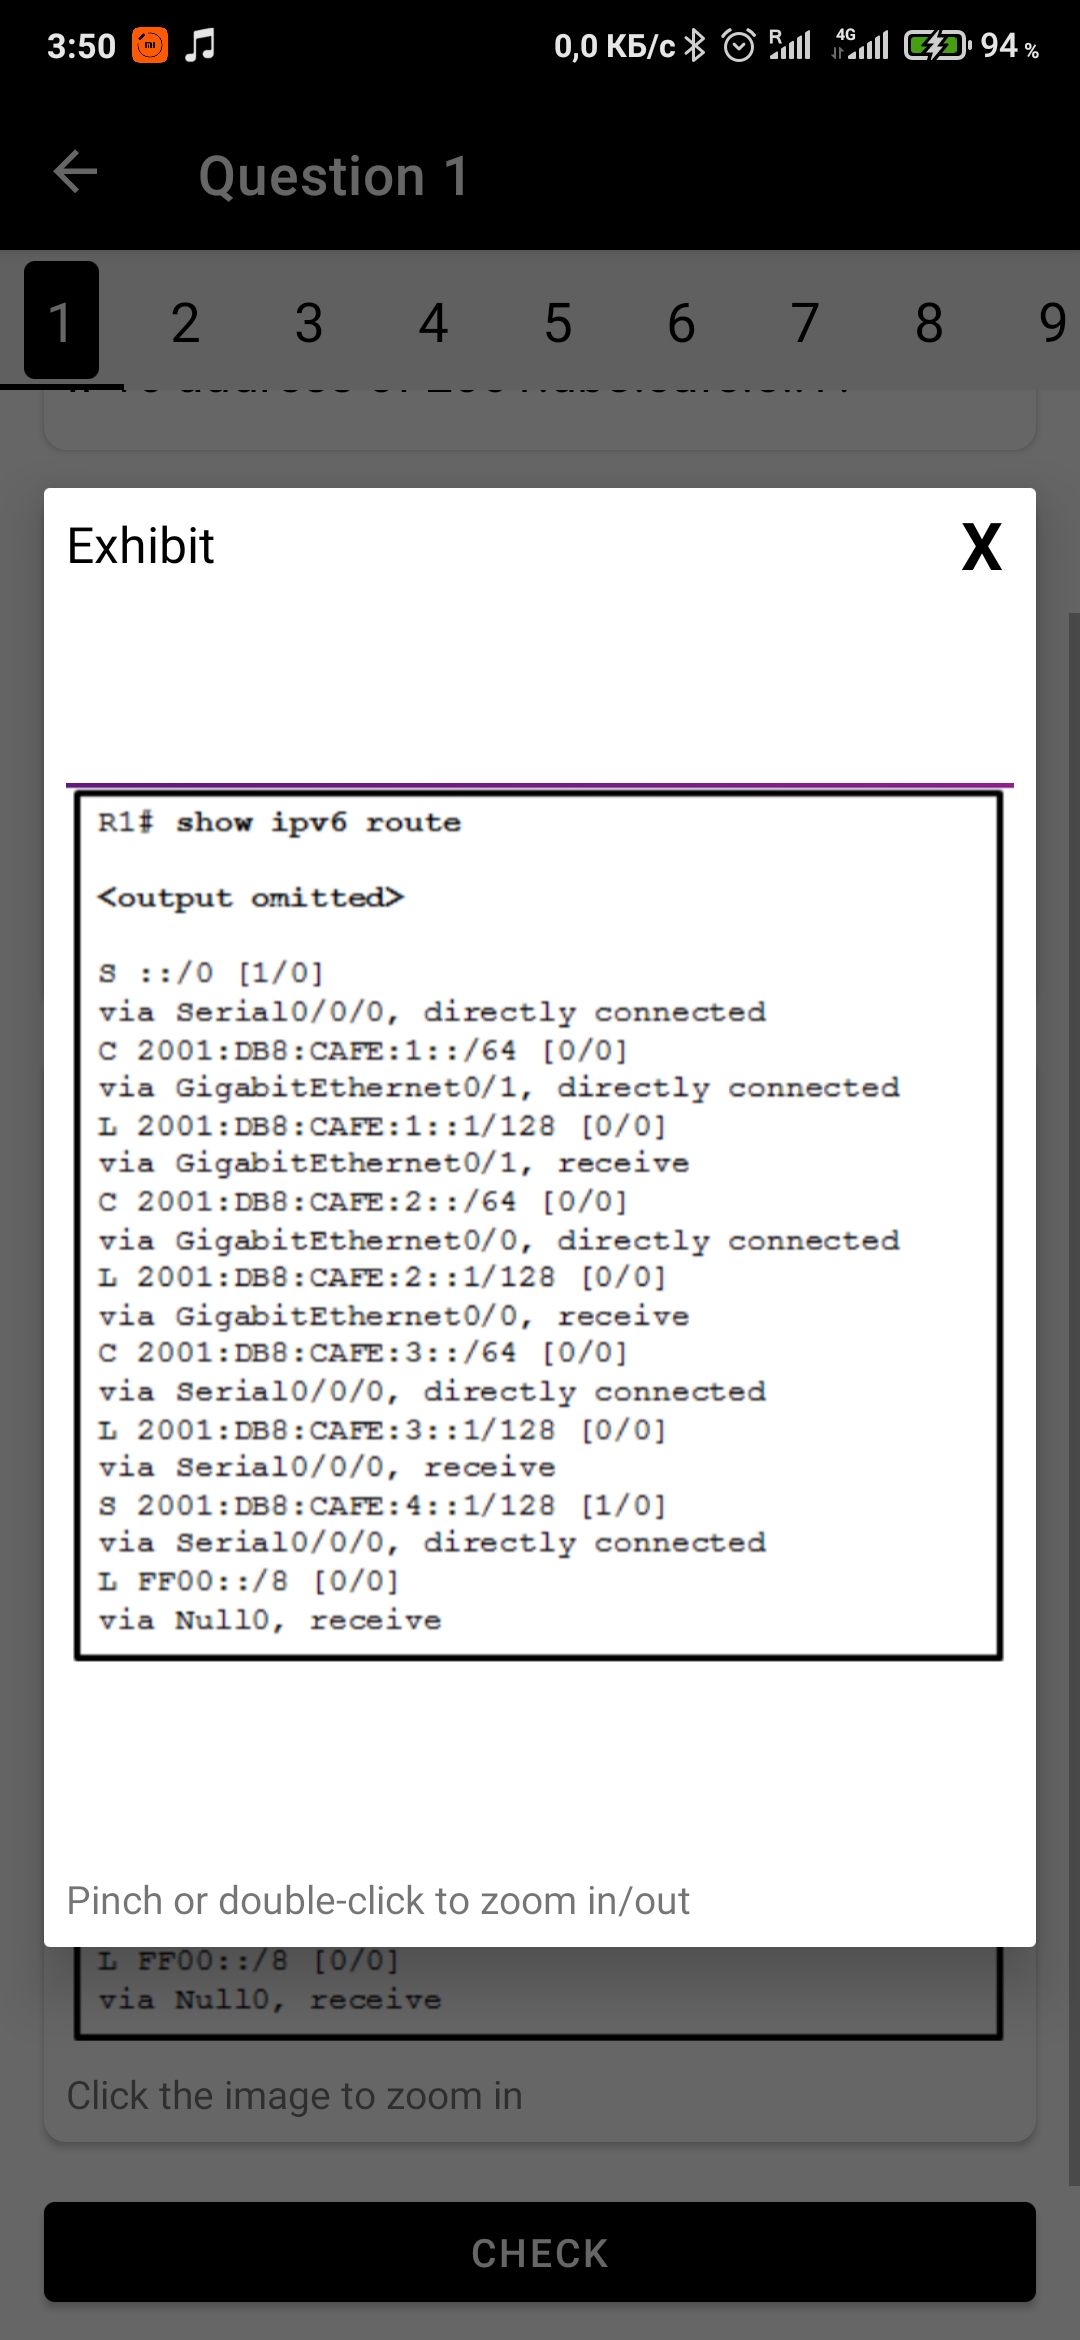 3:50
0,0 КБ/с
R
4G
94 %
Question 1
1 2 3 4 5 6 7 8 9
Exhibit
X
R1# show ipv6 route
<output omitted>
S ::/0 [1/0]
via Serial0/0/0, directly connected
C 2001:DB8:CAFE:1::/64 [0/0]
via GigabitEthernet0/1, directly connected
L 2001:DB8:CAFE:1::1/128 [0/0]
via GigabitEthernet0/1, receive
C 2001:DB8:CAFE:2::/64 [0/0]
via GigabitEthernet0/0, directly connected
L 2001:DB8:CAFE:2::1/128 [0/0]
via GigabitEthernet0/0, receive
C 2001:DB8:CAFE:3::/64 [0/0]
via Serial0/0/0, directly connected
L 2001:DB8:CAFE:3::1/128 [0/0]
via Serial0/0/0, receive
S 2001:DB8:CAFE:4::1/128 [1/0]
via Serial0/0/0, directly connected
L FF00::/8 [0/0]
via Null0, receive
Pinch or double-click to zoom in/out
L FF00::/8 [0/0]
via Null0, receive
Click the image to zoom in
CHECK